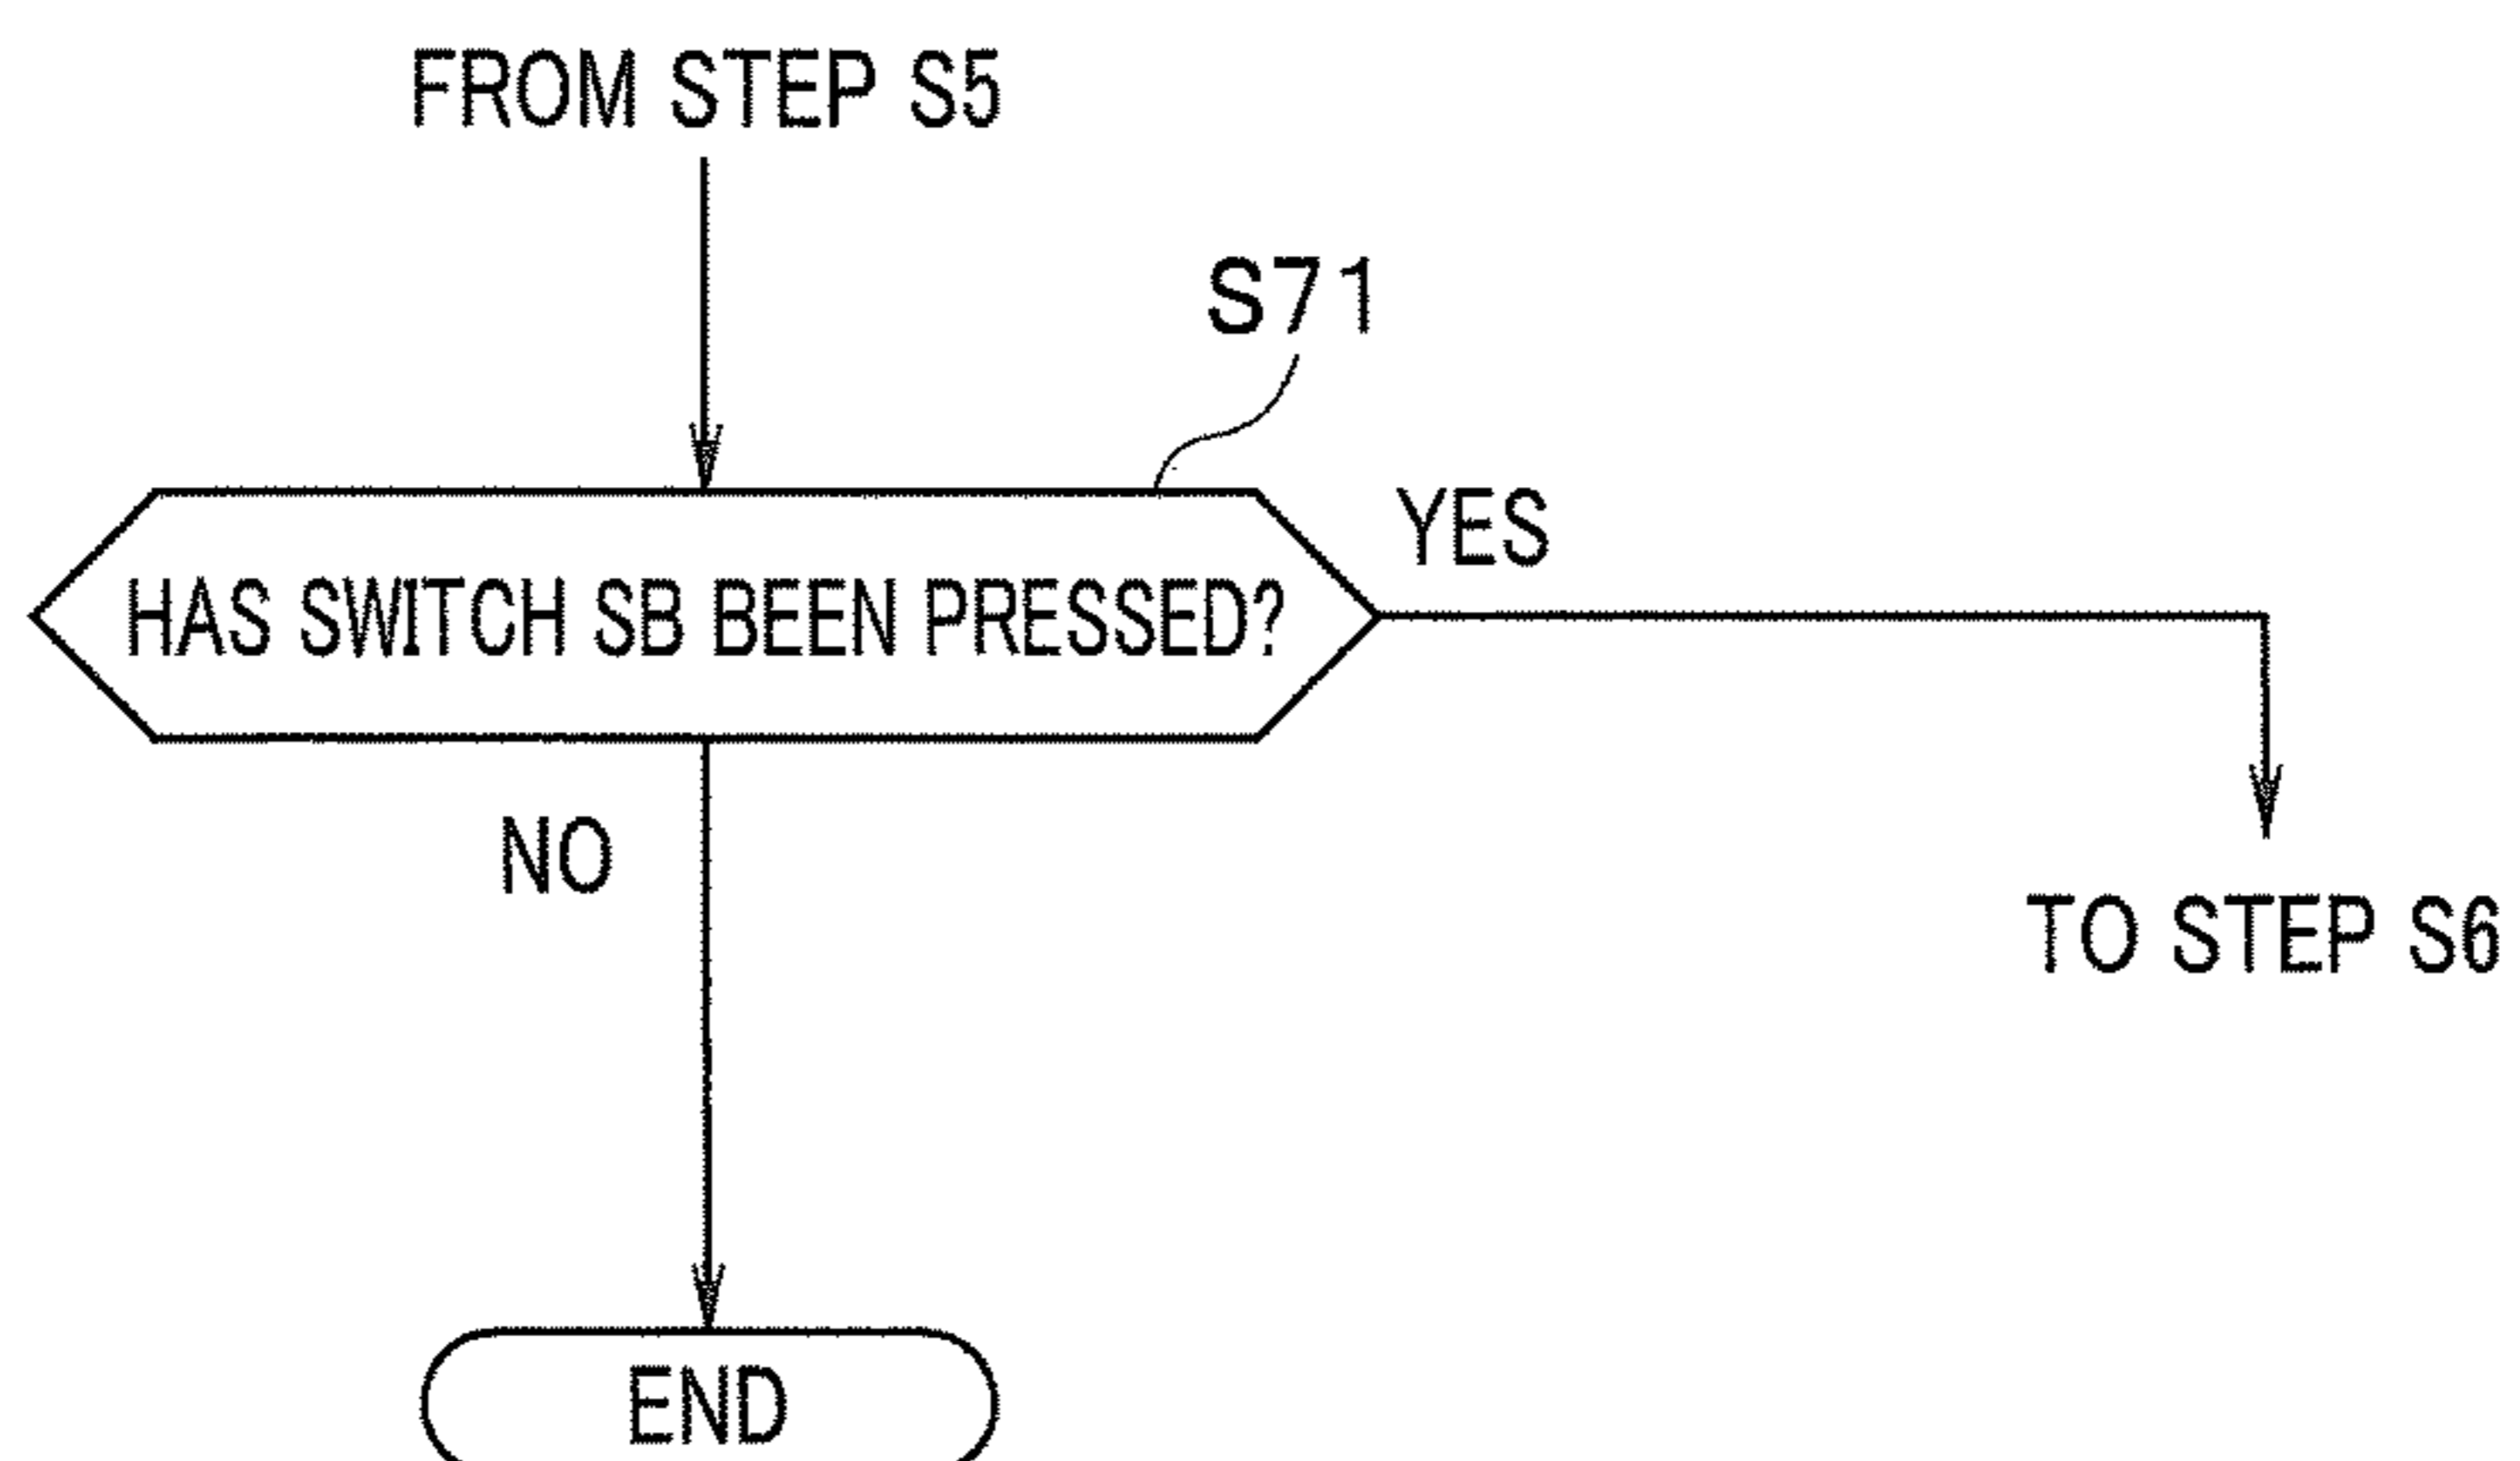 FROM STEP S5
S71
YES
HAS SWITCH SB BEEN PRESSED?
NO
TO STEP S6
END